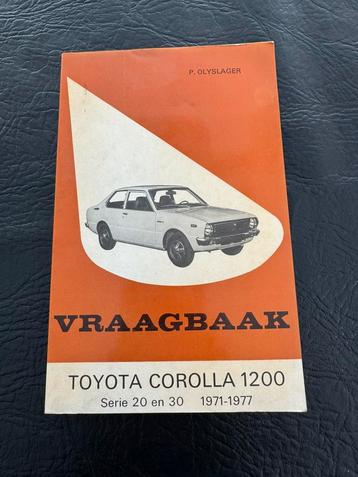 P. OLYSLAGER
VRAAGBAAK
TOYOTA COROLLA 1200
Serie 20 en 30 1971-1977